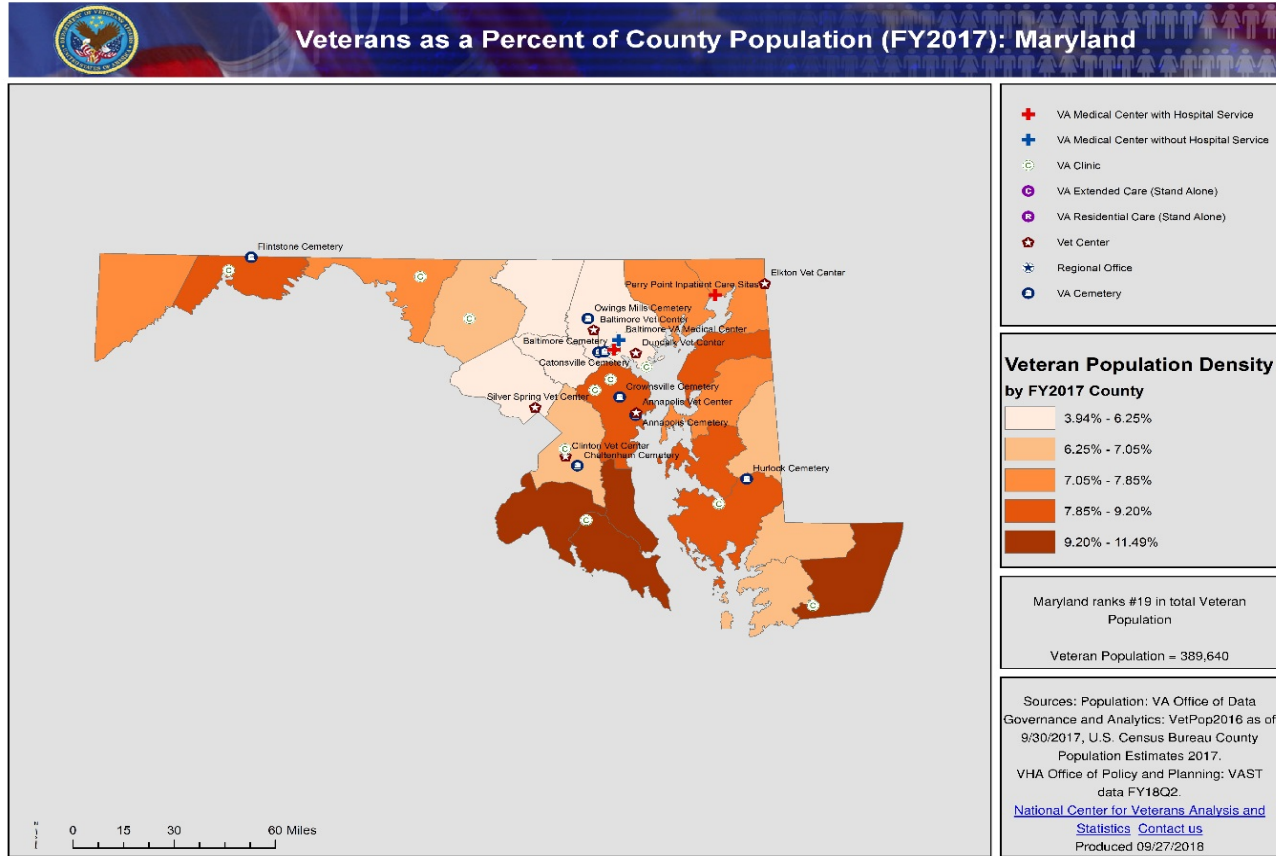 Veterans as a Percent of County Population (FY2017): Maryland
Flintstone Cemetery
Elkton Vet Center
Perry Point Inpatient Care Sites
Owings Mills Cemetery
Baltimore Vet Center
Baltimore VA Medical Center
Baltimore Cemetery
Dundalk Vet Center
Catonsville Cemetery
Crownsville Cemetery
Silver Spring Vet Center
Annapolis Vet Center
Annapolis Cemetery
Clinton Vet Center
Cheltenham Cemetery
Hurlock Cemetery
0 15 30 60 Miles
VA Medical Center with Hospital Service
VA Medical Center without Hospital Service
C VA Clinic
C VA Extended Care (Stand Alone)
R VA Residential Care (Stand Alone)
Vet Center
Regional Office
VA Cemetery
Veteran Population Density
by FY2017 County
3.94% - 6.25%
6.25% - 7.05%
7.05% - 7.85%
7.85% - 9.20%
9.20% - 11.49%
Maryland ranks #19 in total Veteran
Population
Veteran Population = 389,640
Sources: Population: VA Office of Data
Governance and Analytics: VetPop2016 as of
9/30/2017, U.S. Census Bureau County
Population Estimates 2017.
VHA Office of Policy and Planning: VAST
data FY18Q2.
National Center for Veterans Analysis and
Statistics Contact us
Produced 09/27/2018